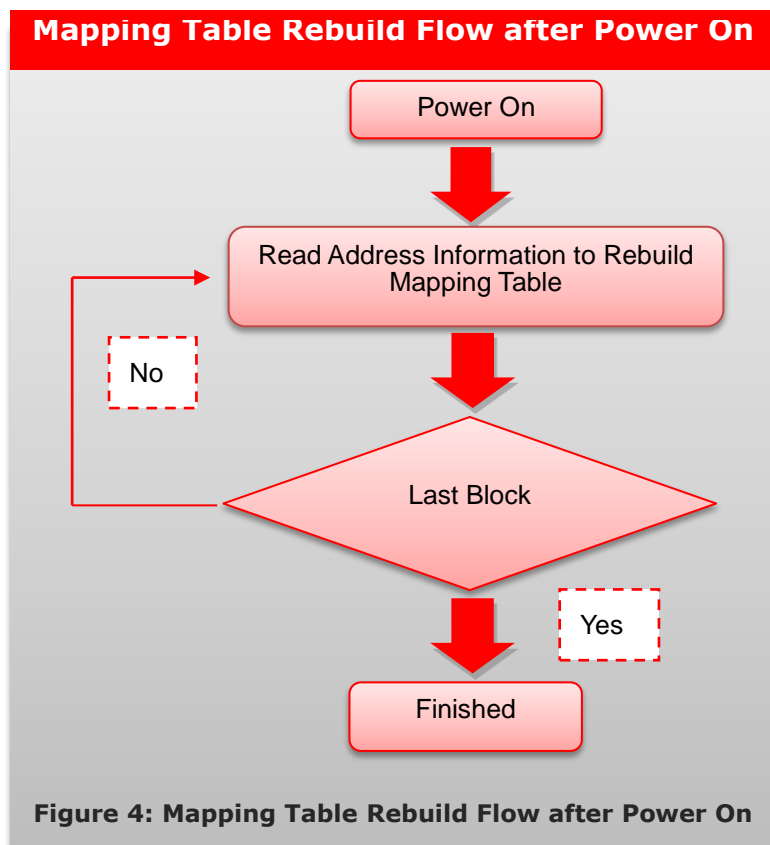 Mapping Table Rebuild Flow after Power On
Power On
Read Address Information to Rebuild
Mapping Table
No
Last Block
Yes
Finished
Figure 4: Mapping Table Rebuild Flow after Power On